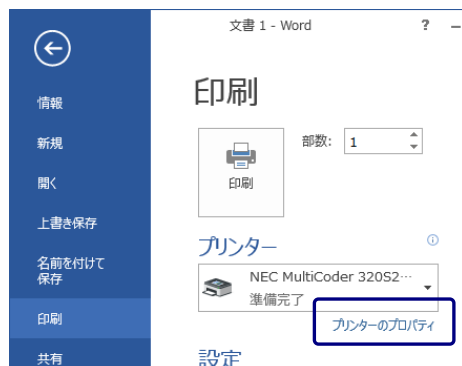 文書 1 - Word ? –
情報
新規
開く
上書き保存
名前を付けて
保存
印刷
共有
印刷
印刷
部数: 1
プリンター
NEC MultiCoder 320S2…
準備完了
プリンターのプロパティ
設定